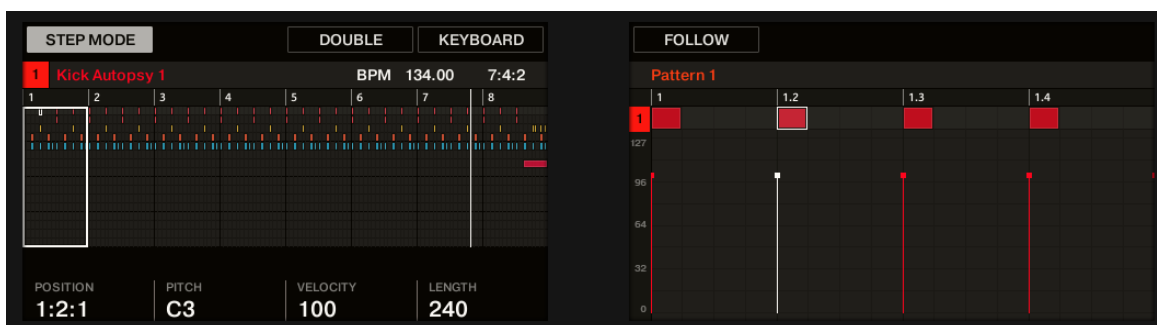 STEP MODE DOUBLE KEYBOARD
1 Kick Autopsy 1 BPM 134.00 7:4:2
1 2 3 4 5 6 7 8
POSITION PITCH VELOCITY LENGTH
1:2:1 C3 100 240
FOLLOW
Pattern 1
1 1.2 1.3 1.4
1
127
96
64
32
0